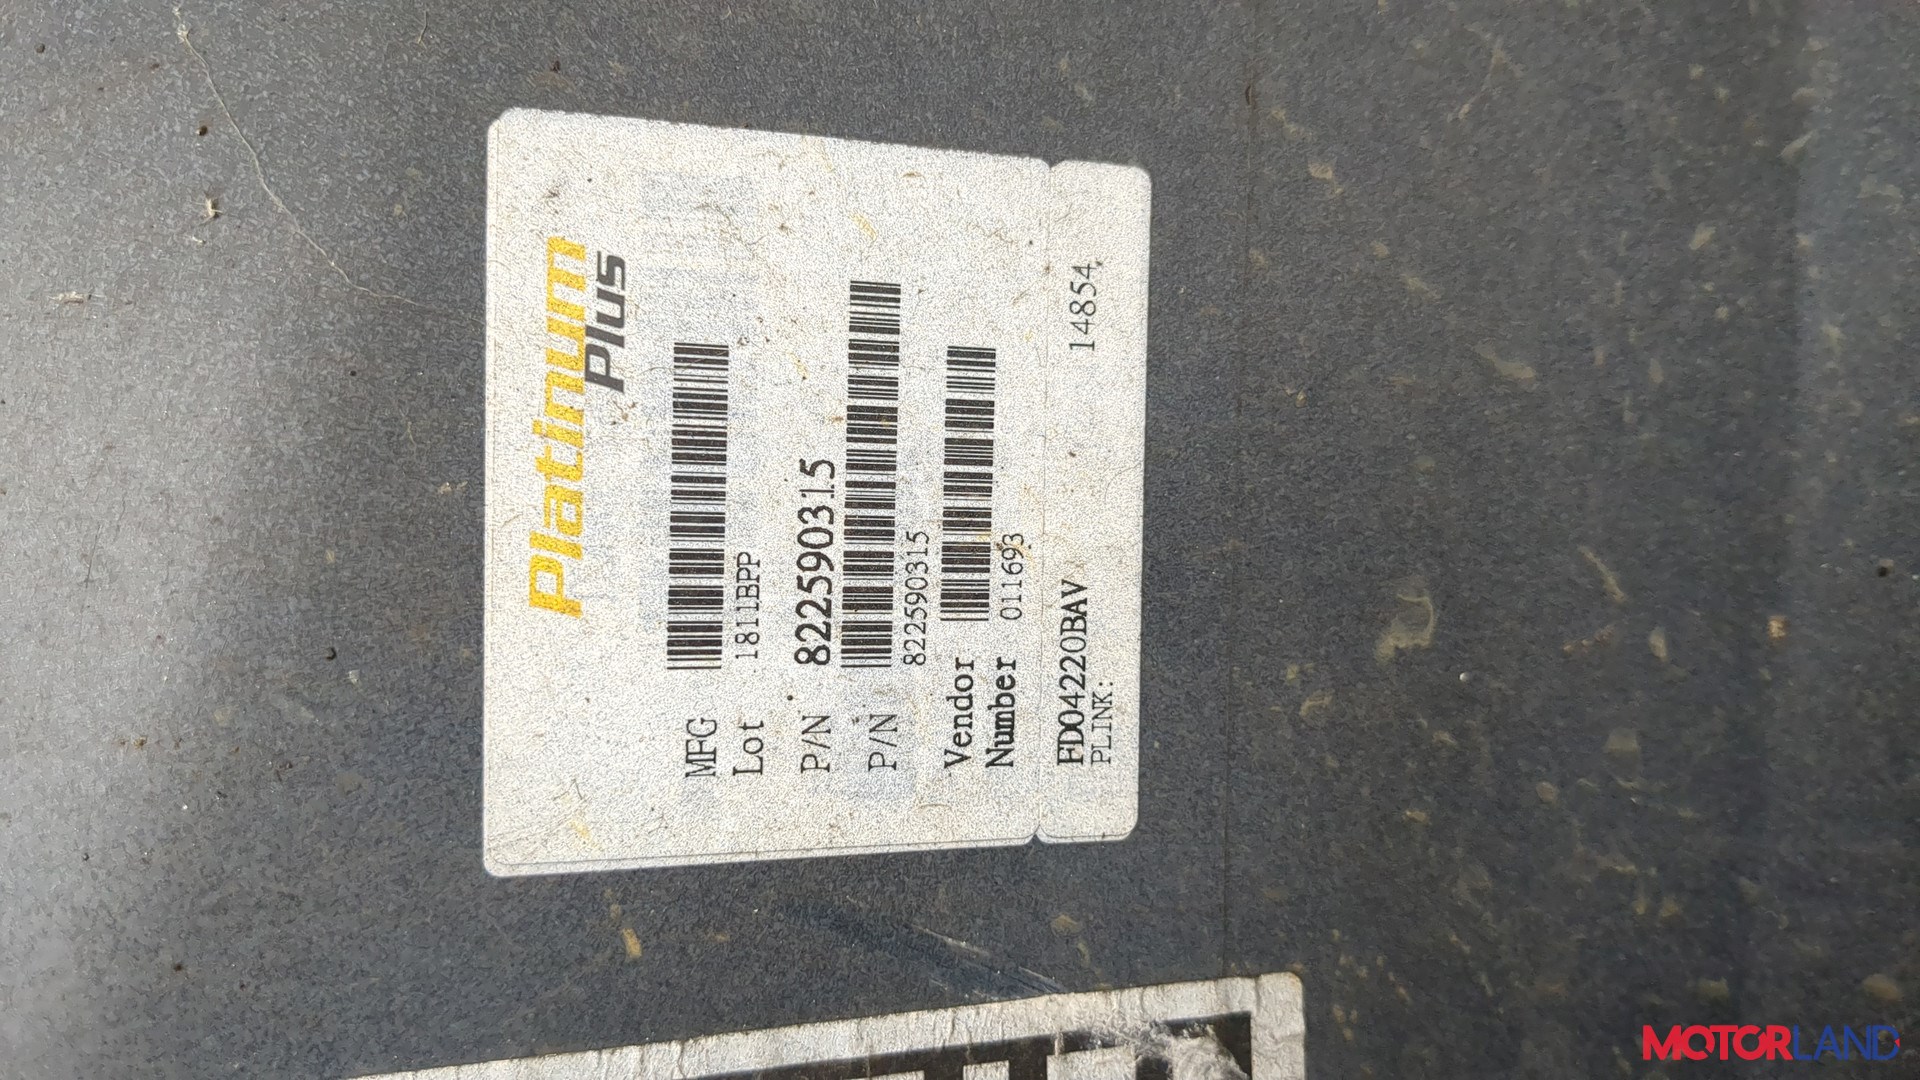 Platinum
Plus
MFG
Lot 1811BPP
P/N 822590315
P/N
822590315
Vendor
Number 011693
FD04220BAV 14854
PLINK:
MOTORLAND